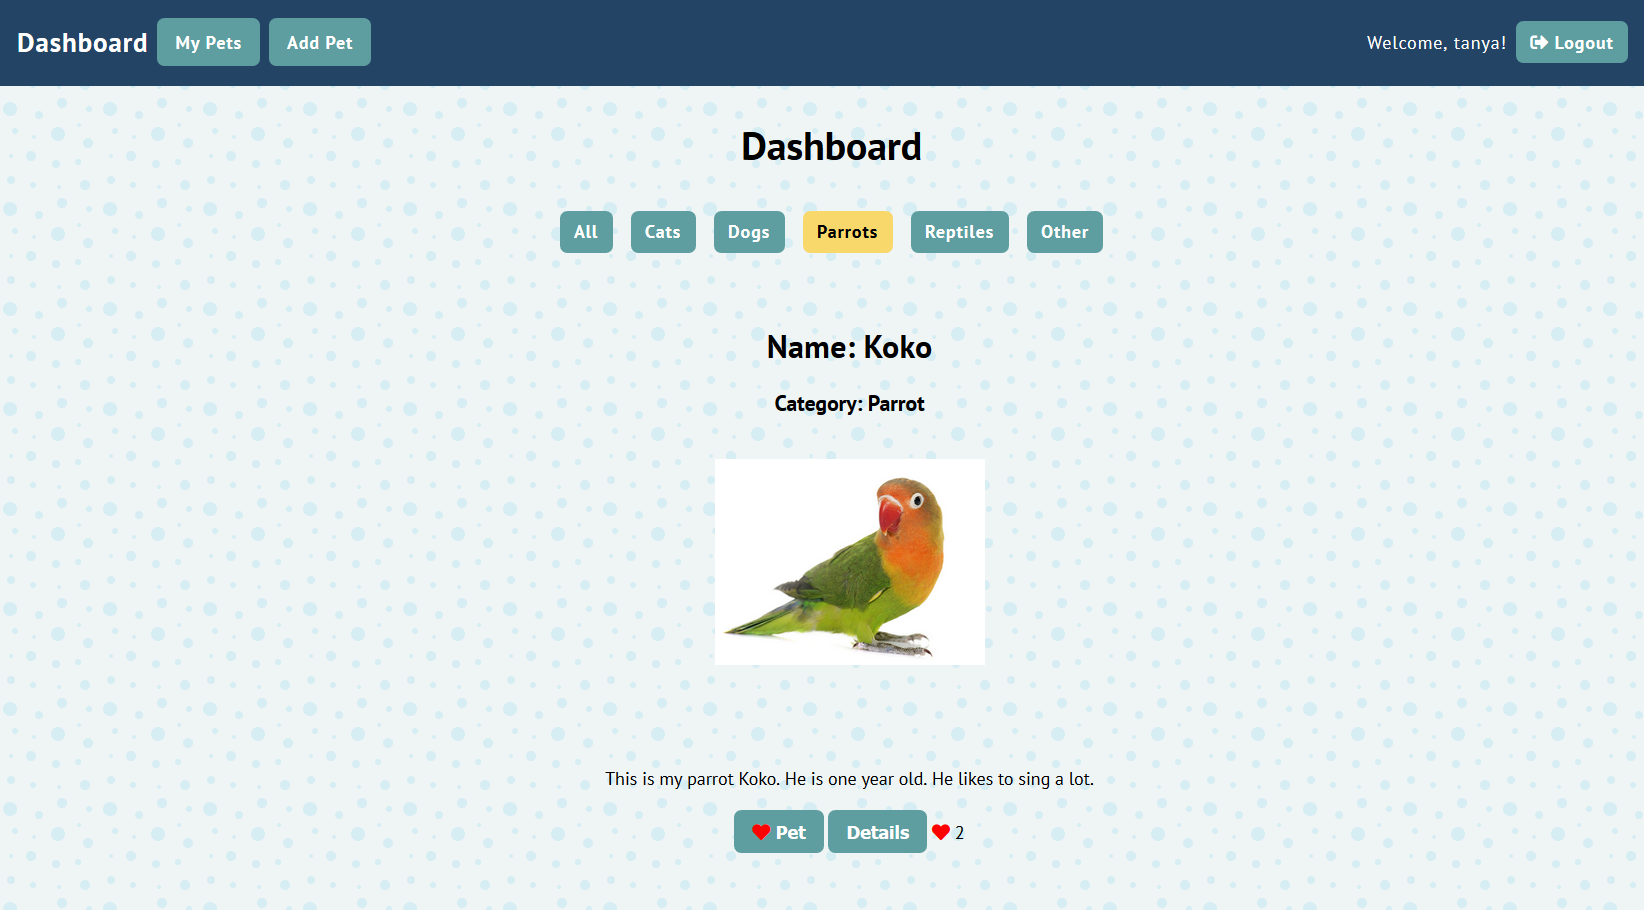 Dashboard My Pets Add Pet Welcome, tanya! Logout
Dashboard
All Cats Dogs Parrots Reptiles Other
Name: Koko
Category: Parrot
This is my parrot Koko. He is one year old. He likes to sing a lot.
Pet Details 2